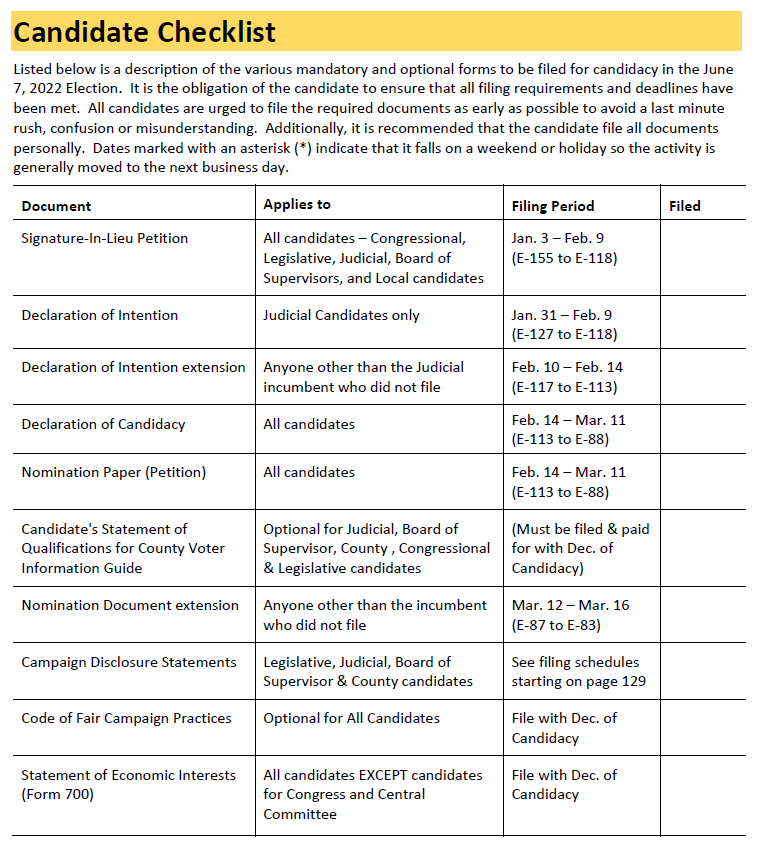 Candidate Checklist
Listed below is a description of the various mandatory and optional forms to be filed for candidacy in the June
7, 2022 Election.  It is the obligation of the candidate to ensure that all filing requirements and deadlines have
been met.  All candidates are urged to file the required documents as early as possible to avoid a last minute
rush, confusion or misunderstanding.  Additionally, it is recommended that the candidate file all documents
personally.  Dates marked with an asterisk (*) indicate that it falls on a weekend or holiday so the activity is
generally moved to the next business day.
Document Applies to Filing Period Filed
Signature-In-Lieu Petition All candidates – Congressional, Jan. 3 – Feb. 9
Legislative, Judicial, Board of (E-155 to E-118)
Supervisors, and Local candidates
Declaration of Intention Judicial Candidates only Jan. 31 – Feb. 9
(E-127 to E-118)
Declaration of Intention extension Anyone other than the Judicial Feb. 10 – Feb. 14
incumbent who did not file (E-117 to E-113)
Declaration of Candidacy All candidates Feb. 14 – Mar. 11
(E-113 to E-88)
Nomination Paper (Petition) All candidates Feb. 14 – Mar. 11
(E-113 to E-88)
Candidate's Statement of Optional for Judicial, Board of (Must be filed & paid
Qualifications for County Voter Supervisor, County , Congressional for with Dec. of
Information Guide & Legislative candidates Candidacy)
Nomination Document extension Anyone other than the incumbent Mar. 12 – Mar. 16
who did not file (E-87 to E-83)
Campaign Disclosure Statements Legislative, Judicial, Board of See filing schedules
Supervisor & County candidates starting on page 129
Code of Fair Campaign Practices Optional for All Candidates File with Dec. of
Candidacy
Statement of Economic Interests All candidates EXCEPT candidates File with Dec. of
(Form 700) for Congress and Central Candidacy
Committee